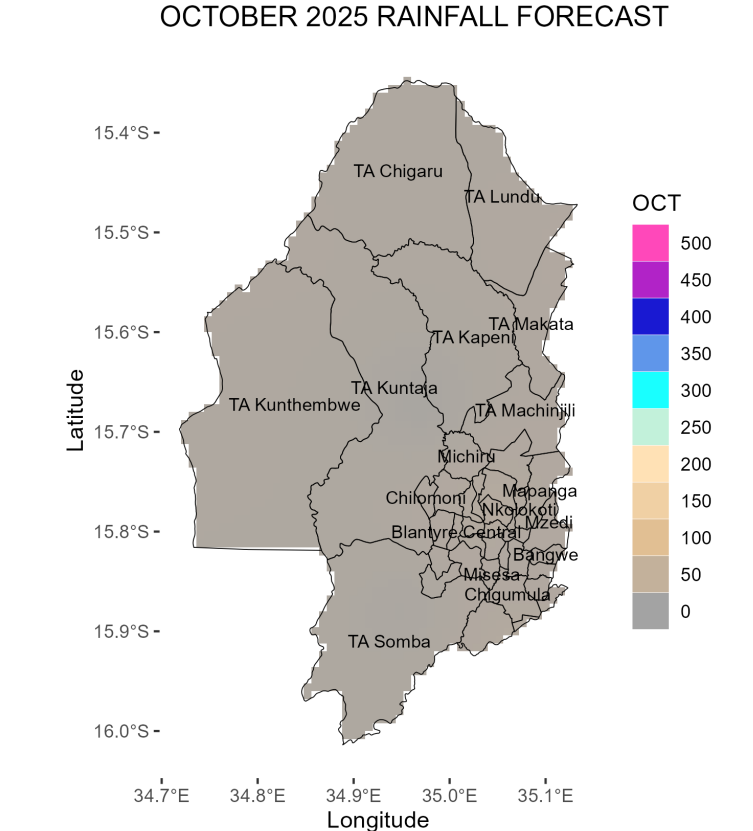 OCTOBER 2025 RAINFALL FORECAST
15.4°S
15.5°S
15.6°S
15.7°S
15.8°S
15.9°S
16.0°S
Latitude
TA Chigaru
TA Lundu
TA Makata
TA Kapeni
TA Kuntaja
TA Kunthembwe
TA Machinjili
Michiru
Mapanga
Chilomoni
Nkolokoti
Mzedi
Blantyre Central
Bangwe
Misesa
Chigumula
TA Somba
34.7°E
34.8°E
34.9°E
35.0°E
35.1°E
Longitude
OCT
500
450
400
350
300
250
200
150
100
50
0